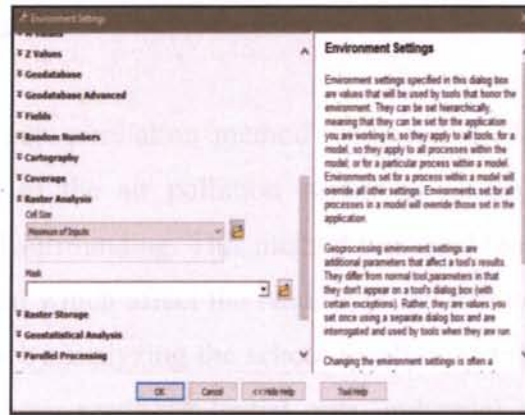 Environment Settings
M Values
Z Values
Geodatabase
Geodatabase Advanced
Fields
Random Numbers
Cartography
Coverage
Raster Analysis
Cell Size
Maximum of Inputs
Mask
Raster Storage
Geostatistical Analysis
Parallel Processing
OK
Cancel
<< Hide Help
Tool Help
Environment Settings
Environment settings specified in this dialog box
are values that will be used by tools that honor the
environment. They can be set hierarchically,
meaning that they can be set for the application
you are working in, so they apply to all tools, for a
model, so they apply to all processes within the
model, or for a particular process within a model.
Environments set for a process within a model will
override all other settings. Environments set for all
processes in a model will override those set in the
application.
Geoprocessing environment settings are
additional parameters that affect a tool's results.
They differ from normal tool parameters in that
they don't appear on a tool's dialog box (with
certain exceptions). Rather, they are values you
set once using a separate dialog box and are
interrogated and used by tools when they are run.
Changing the environment settings is often a